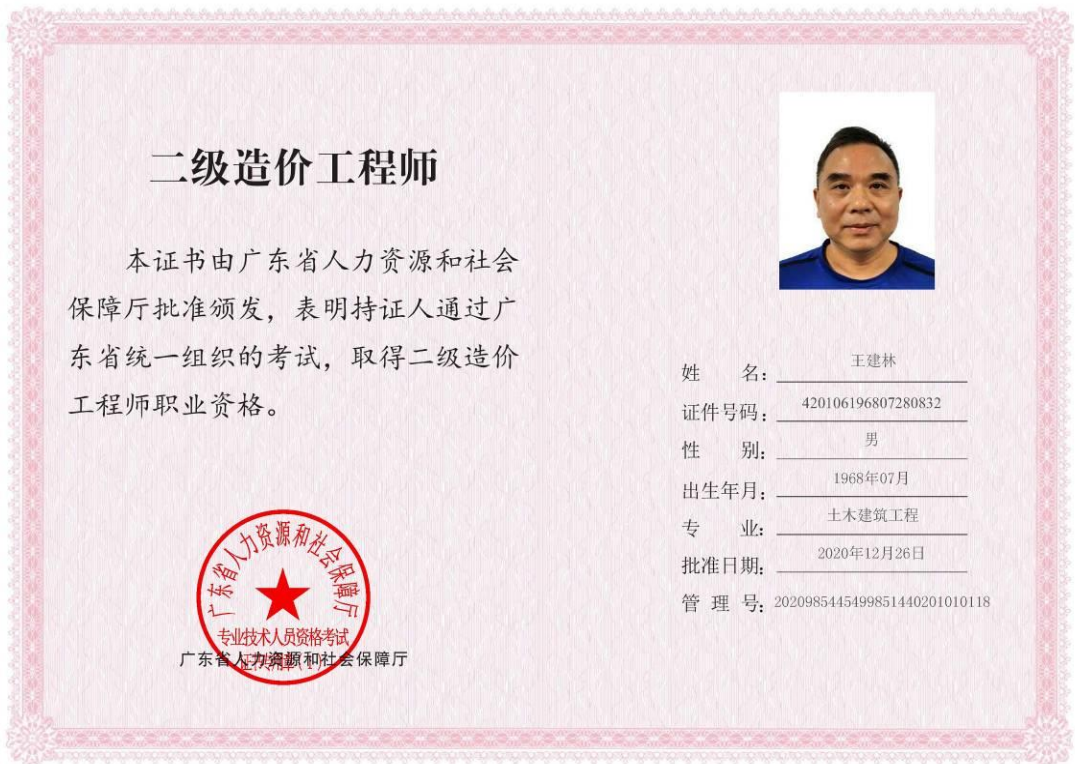 二级造价工程师
本证书由广东省人力资源和社会
保障厅批准颁发，表明持证人通过广
东省统一组织的考试，取得二级造价
工程师职业资格。
姓 名：王建林
证件号码：420106196807280832
性 别：男
出生年月：1968年07月
专 业：土木建筑工程
批准日期：2020年12月26日
管 理 号：20209854454998514402010101​18
广东省人力资源和社会保障厅
专业技术人员资格考试
广东省人力资源和社会保障厅